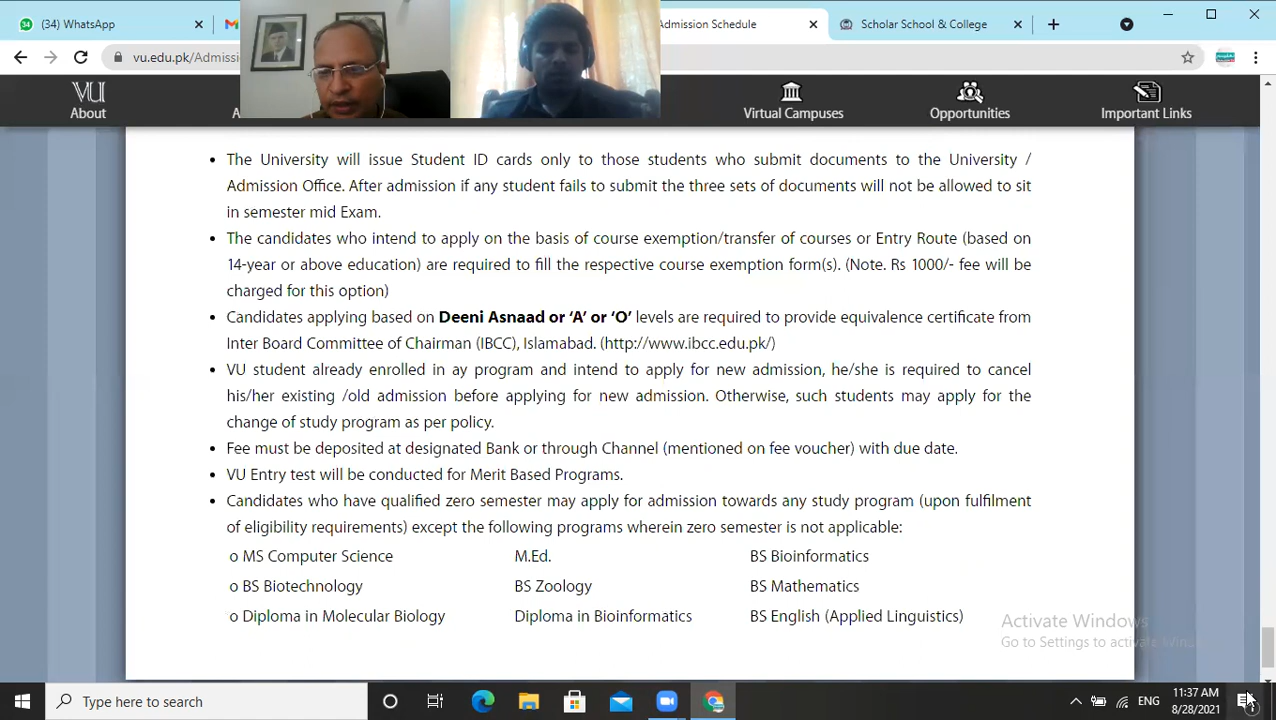 34 (34) WhatsApp
Admission Schedule
Scholar School & College
vu.edu.pk/Admissi
VU
About
A
Virtual Campuses
Opportunities
Important Links
• The University will issue Student ID cards only to those students who submit documents to the University /
Admission Office. After admission if any student fails to submit the three sets of documents will not be allowed to sit
in semester mid Exam.
• The candidates who intend to apply on the basis of course exemption/transfer of courses or Entry Route (based on
14-year or above education) are required to fill the respective course exemption form(s). (Note. Rs 1000/- fee will be
charged for this option)
• Candidates applying based on Deeni Asnaad or ‘A’ or ‘O’ levels are required to provide equivalence certificate from
Inter Board Committee of Chairman (IBCC), Islamabad. (http://www.ibcc.edu.pk/)
• VU student already enrolled in ay program and intend to apply for new admission, he/she is required to cancel
his/her existing /old admission before applying for new admission. Otherwise, such students may apply for the
change of study program as per policy.
• Fee must be deposited at designated Bank or through Channel (mentioned on fee voucher) with due date.
• VU Entry test will be conducted for Merit Based Programs.
• Candidates who have qualified zero semester may apply for admission towards any study program (upon fulfilment
of eligibility requirements) except the following programs wherein zero semester is not applicable:
o MS Computer Science M.Ed. BS Bioinformatics
o BS Biotechnology BS Zoology BS Mathematics
o Diploma in Molecular Biology Diploma in Bioinformatics BS English (Applied Linguistics)
Activate Windows
Go to Settings to activate Windows
Type here to search
ENG
11:37 AM
8/28/2021